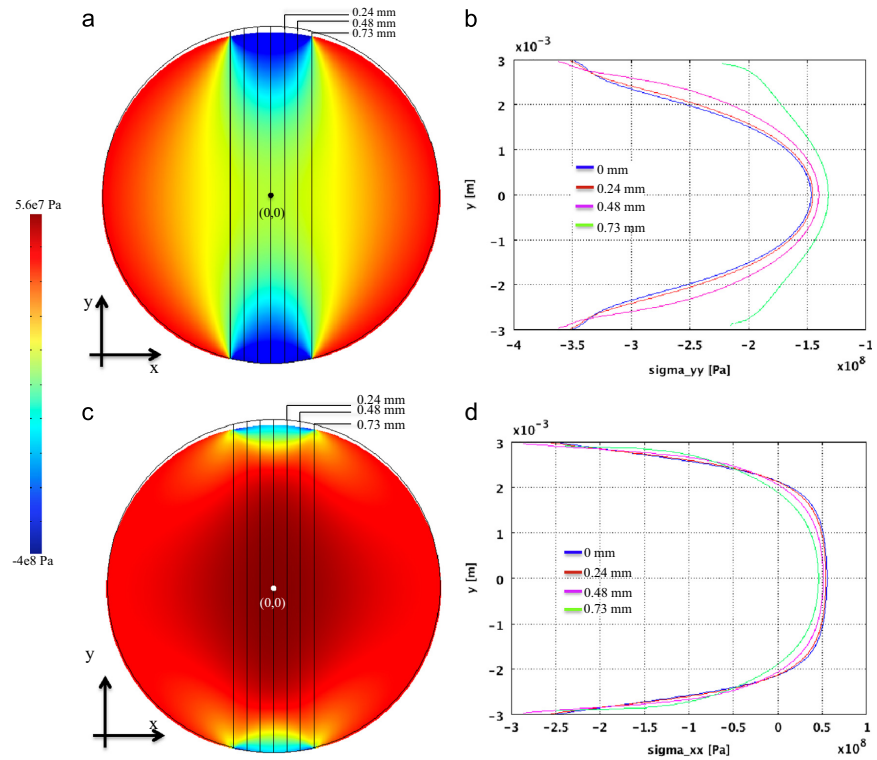 a
0.24 mm
0.48 mm
0.73 mm
(0,0)
y
x
5.6e7 Pa
-4e8 Pa
b
×10⁻³
3
2
1
0
-1
-2
-3
y [m]
0 mm
0.24 mm
0.48 mm
0.73 mm
-4 -3.5 -3 -2.5 -2 -1.5 -1
×10⁸
sigma_yy [Pa]
c
0.24 mm
0.48 mm
0.73 mm
(0,0)
y
x
d
×10⁻³
3
2
1
0
-1
-2
-3
y [m]
0 mm
0.24 mm
0.48 mm
0.73 mm
-3 -2.5 -2 -1.5 -1 -0.5 0 0.5 1
×10⁸
sigma_xx [Pa]